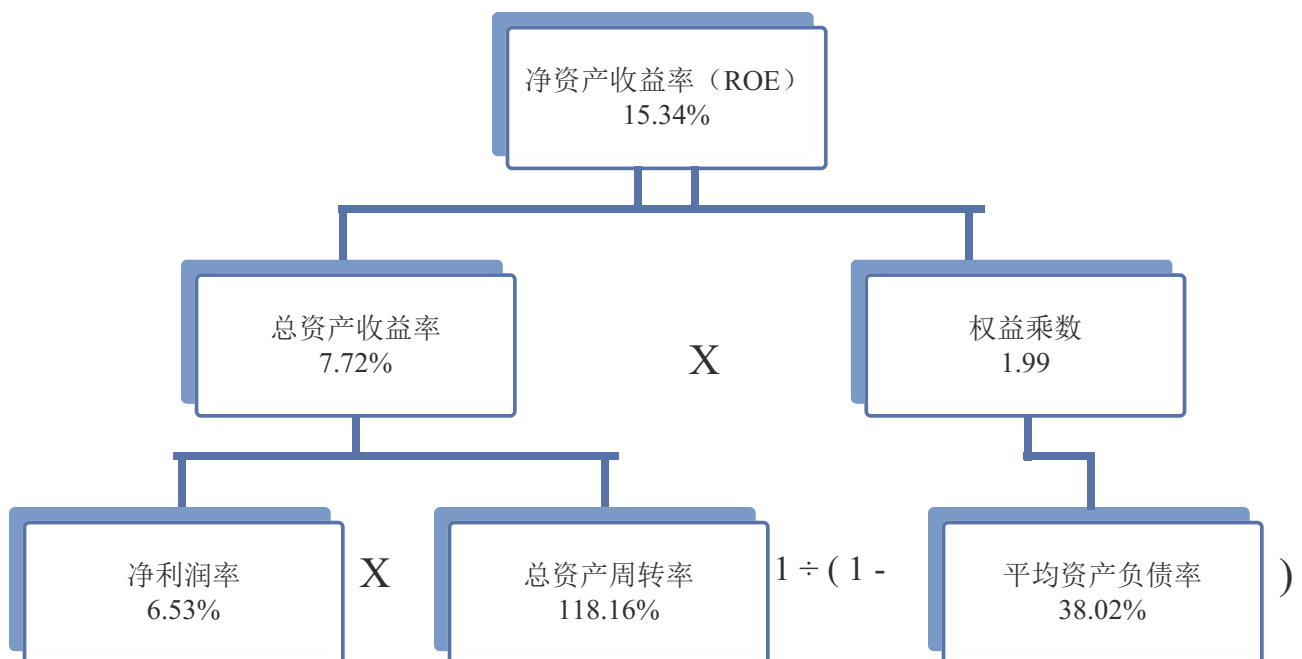 净资产收益率（ROE）
15.34%
总资产收益率
7.72%
X
权益乘数
1.99
净利润率
6.53%
X
总资产周转率
118.16%
1 ÷ ( 1 -
平均资产负债率
38.02%
)